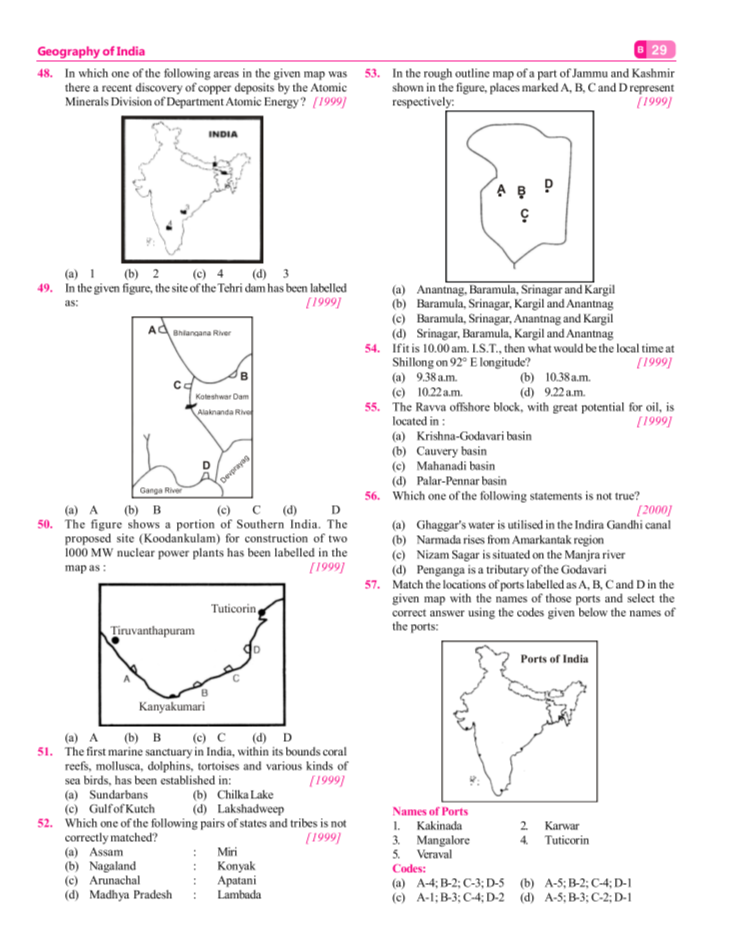 Geography of India
B 29
48. In which one of the following areas in the given map was
there a recent discovery of copper deposits by the Atomic
Minerals Division of Department Atomic Energy ? [1999]
INDIA
(a) 1 (b) 2 (c) 4 (d) 3
49. In the given figure, the site of the Tehri dam has been labelled
as: [1999]
A
Bhilangana River
B
C
Koteshwar Dam
Alaknanda River
D
Devprayag
Ganga River
(a) A (b) B (c) C (d) D
50. The figure shows a portion of Southern India. The
proposed site (Koodankulam) for construction of two
1000 MW nuclear power plants has been labelled in the
map as : [1999]
Tuticorin
Tiruvanthapuram
D
A
C
B
Kanyakumari
(a) A (b) B (c) C (d) D
51. The first marine sanctuary in India, within its bounds coral
reefs, mollusca, dolphins, tortoises and various kinds of
sea birds, has been established in: [1999]
(a) Sundarbans (b) Chilka Lake
(c) Gulf of Kutch (d) Lakshadweep
52. Which one of the following pairs of states and tribes is not
correctly matched? [1999]
(a) Assam : Miri
(b) Nagaland : Konyak
(c) Arunachal : Apatani
(d) Madhya Pradesh : Lambada
53. In the rough outline map of a part of Jammu and Kashmir
shown in the figure, places marked A, B, C and D represent
respectively: [1999]
A B D
C
(a) Anantnag, Baramula, Srinagar and Kargil
(b) Baramula, Srinagar, Kargil and Anantnag
(c) Baramula, Srinagar, Anantnag and Kargil
(d) Srinagar, Baramula, Kargil and Anantnag
54. If it is 10.00 am. I.S.T., then what would be the local time at
Shillong on 92° E longitude? [1999]
(a) 9.38 a.m. (b) 10.38 a.m.
(c) 10.22 a.m. (d) 9.22 a.m.
55. The Ravva offshore block, with great potential for oil, is
located in : [1999]
(a) Krishna-Godavari basin
(b) Cauvery basin
(c) Mahanadi basin
(d) Palar-Pennar basin
56. Which one of the following statements is not true?
[2000]
(a) Ghaggar's water is utilised in the Indira Gandhi canal
(b) Narmada rises from Amarkantak region
(c) Nizam Sagar is situated on the Manjra river
(d) Penganga is a tributary of the Godavari
57. Match the locations of ports labelled as A, B, C and D in the
given map with the names of those ports and select the
correct answer using the codes given below the names of
the ports:
Ports of India
Names of Ports
1. Kakinada 2. Karwar
3. Mangalore 4. Tuticorin
5. Veraval
Codes:
(a) A-4; B-2; C-3; D-5 (b) A-5; B-2; C-4; D-1
(c) A-1; B-3; C-4; D-2 (d) A-5; B-3; C-2; D-1